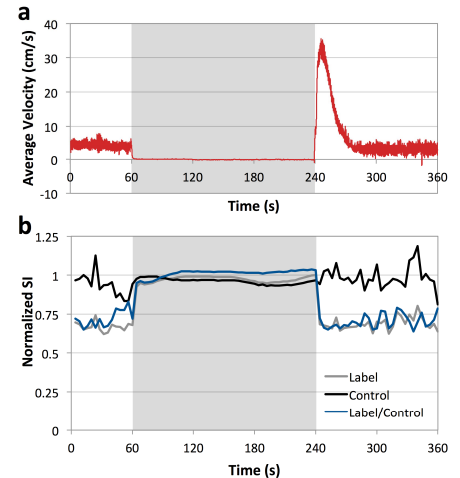 a
Average Velocity (cm/s)
40
30
20
10
0
-10
0 60 120 180 240 300 360
Time (s)
b
Normalized SI
1.25
1
0.75
0.5
0.25
0
Label
Control
Label/Control
0 60 120 180 240 300 360
Time (s)